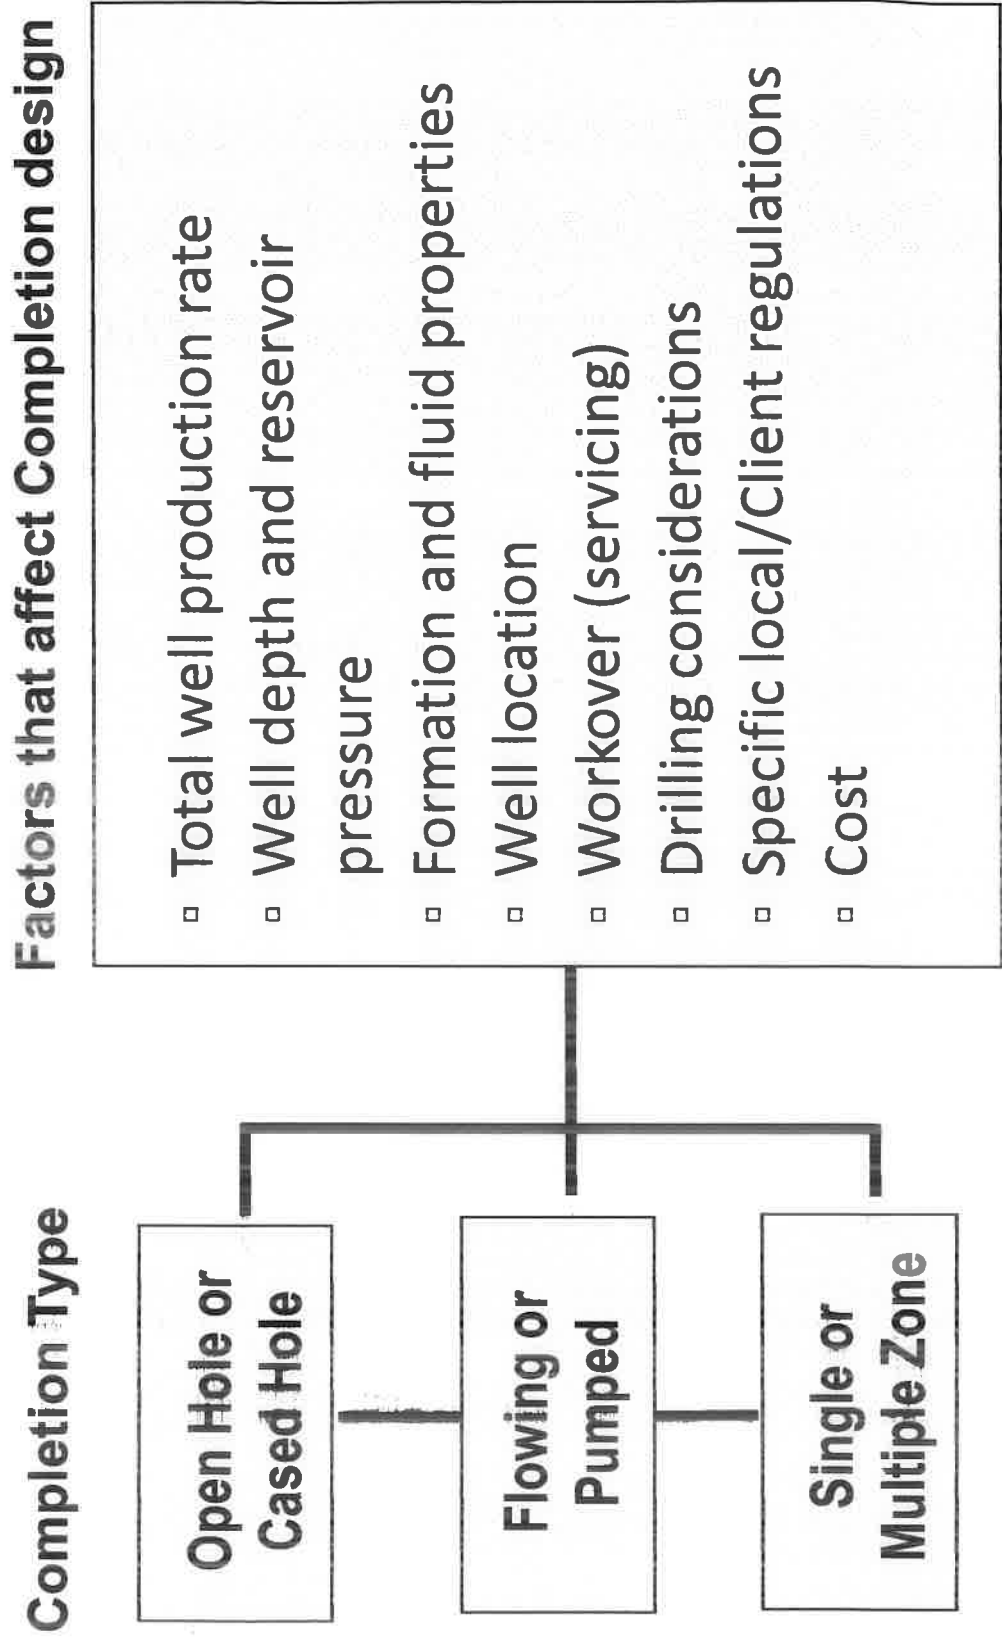 Completion Type
Open Hole or
Cased Hole
Flowing or
Pumped
Single or
Multiple Zone
Factors that affect Completion design
▫ Total well production rate
▫ Well depth and reservoir
pressure
▫ Formation and fluid properties
▫ Well location
▫ Workover (servicing)
▫ Drilling considerations
▫ Specific local/Client regulations
▫ Cost